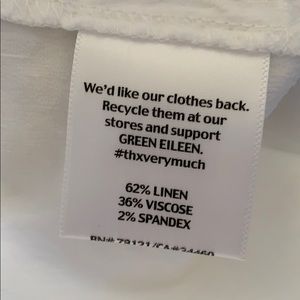 We'd like our clothes back.
Recycle them at our
stores and support
GREEN EILEEN.
#thxverymuch
62% LINEN
36% VISCOSE
2% SPANDEX